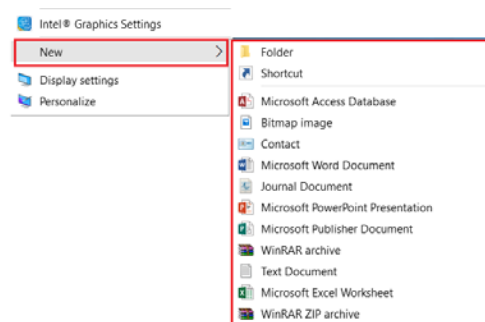 Intel® Graphics Settings
New
Display settings
Personalize
Folder
Shortcut
Microsoft Access Database
Bitmap image
Contact
Microsoft Word Document
Journal Document
Microsoft PowerPoint Presentation
Microsoft Publisher Document
WinRAR archive
Text Document
Microsoft Excel Worksheet
WinRAR ZIP archive